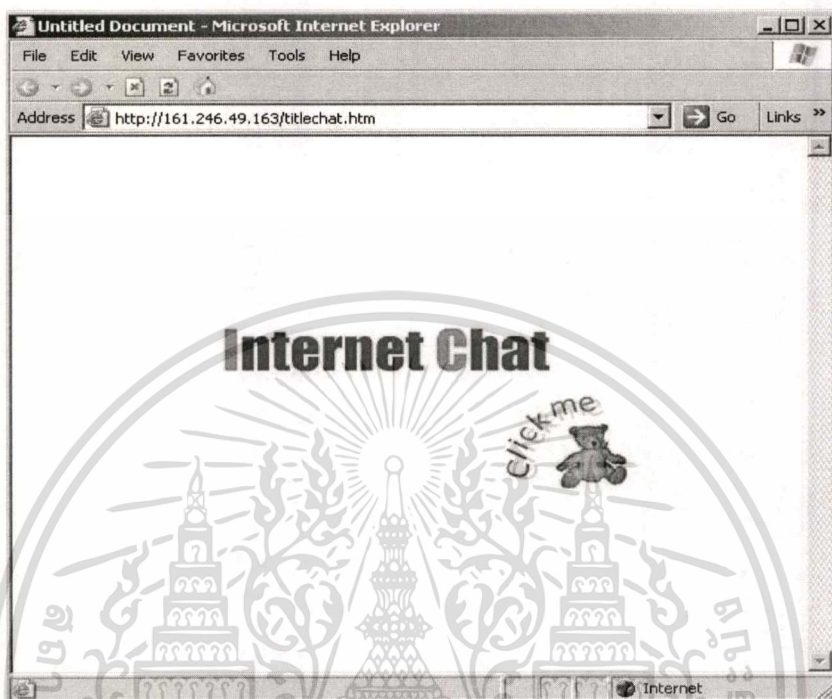 Untitled Document - Microsoft Internet Explorer
File Edit View Favorites Tools Help
Address http://161.246.49.163/titlechat.htm Go Links »
Internet Chat
Click me
Internet